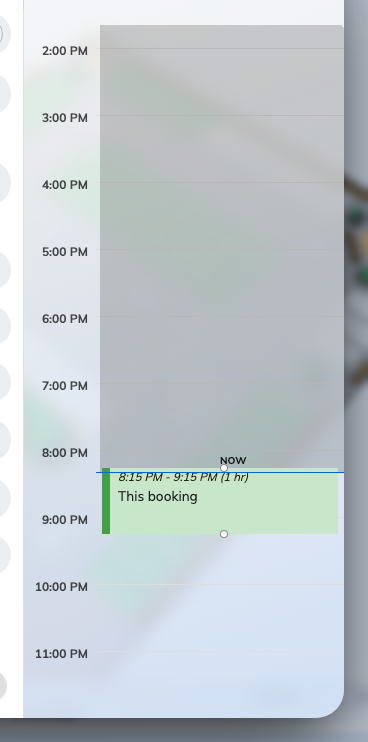 2:00 PM
3:00 PM
4:00 PM
5:00 PM
6:00 PM
7:00 PM
8:00 PM
NOW
8:15 PM - 9:15 PM (1 hr)
This booking
9:00 PM
10:00 PM
11:00 PM